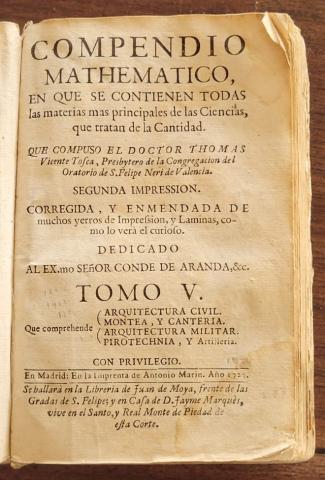 COMPENDIO
MATHEMATICO,
EN QUE SE CONTIENEN TODAS
las materias mas principales de las Ciencias,
que tratan de la Cantidad.
QUE COMPUSO EL DOCTOR THOMAS
Vicente Tosca, Presbytero de la Congregacion del
Oratorio de S. Felipe Neri de Valencia.
SEGUNDA IMPRESSION.
CORREGIDA, Y ENMENDADA DE
muchos yerros de Impression, y Laminas, co-
mo lo verà el curioso.
DEDICADO
AL EX.mo SEñOR CONDE DE ARANDA, &c.
TOMO V.
Que comprehende
ARQUITECTURA CIVIL.
MONTEA, Y CANTERIA.
ARQUITECTURA MILITAR.
PIROTECHNIA, Y Artilleria.
CON PRIVILEGIO.
En Madrid: En la Imprenta de Antonio Marin. Año
Se hallarà en la Libreria de Juan de Moya, frente de las
Gradas de S. Felipe; y en Casa de D. Jayme Marquès,
vive en el Santo, y Real Monte de Piedad de
esta Corte.